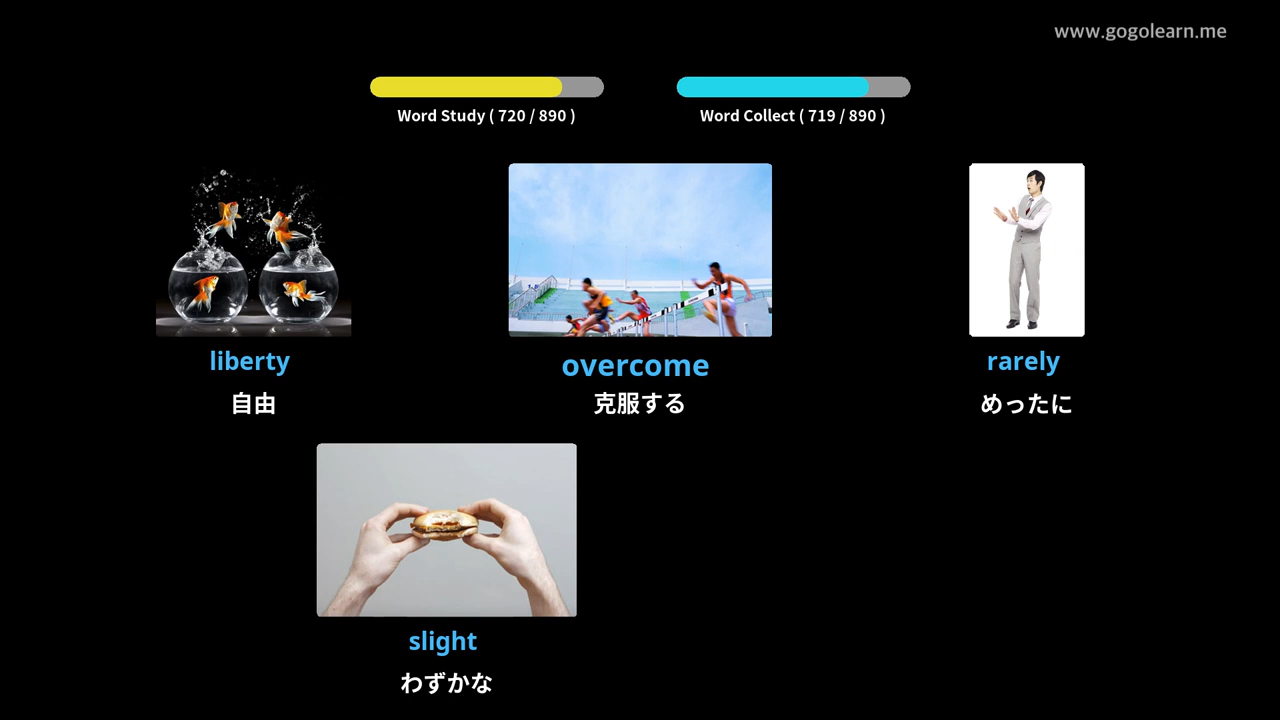 www.gogolearn.me
Word Study ( 720 / 890 )
Word Collect ( 719 / 890 )
liberty
自由
overcome
克服する
rarely
めったに
slight
わずかな